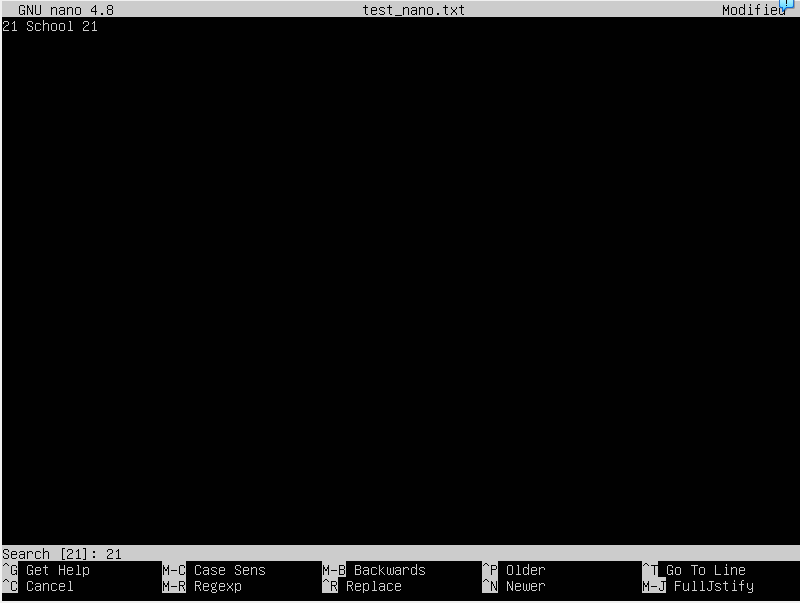 GNU nano 4.8 test_nano.txt Modified
21 School 21
Search [21]: 21
^G Get Help M-C Case Sens M-B Backwards ^P Older ^T Go To Line
^C Cancel M-R Regexp ^R Replace ^N Newer M-J FullJstify